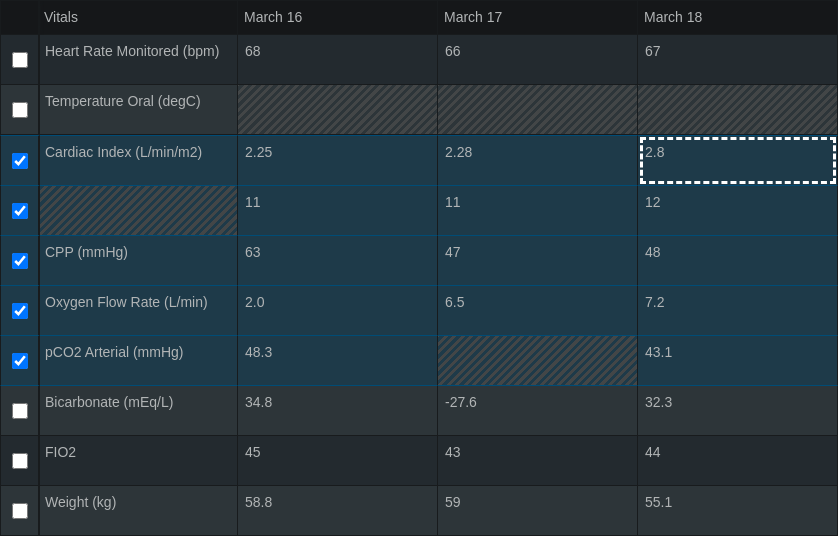 Vitals March 16 March 17 March 18
Heart Rate Monitored (bpm) 68 66 67
Temperature Oral (degC)
Cardiac Index (L/min/m2) 2.25 2.28 2.8
11 11 12
CPP (mmHg) 63 47 48
Oxygen Flow Rate (L/min) 2.0 6.5 7.2
pCO2 Arterial (mmHg) 48.3 43.1
Bicarbonate (mEq/L) 34.8 -27.6 32.3
FIO2 45 43 44
Weight (kg) 58.8 59 55.1